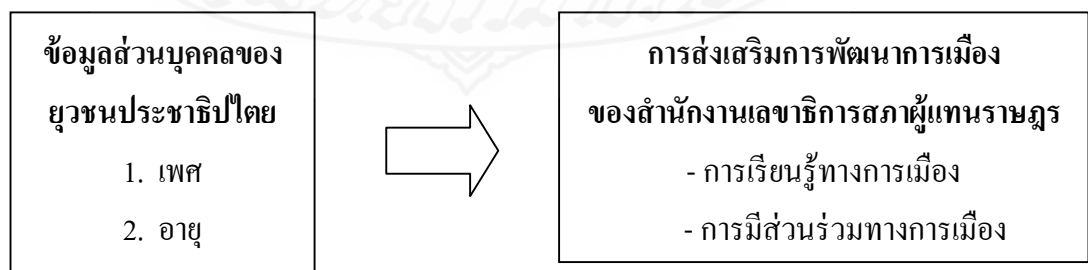 ข้อมูลส่วนบุคคลของ
ยุวชนประชาธิปไตย
1. เพศ
2. อายุ
การส่งเสริมการพัฒนาการเมือง
ของสำนักงานเลขาธิการสภาผู้แทนราษฎร
- การเรียนรู้ทางการเมือง
- การมีส่วนร่วมทางการเมือง